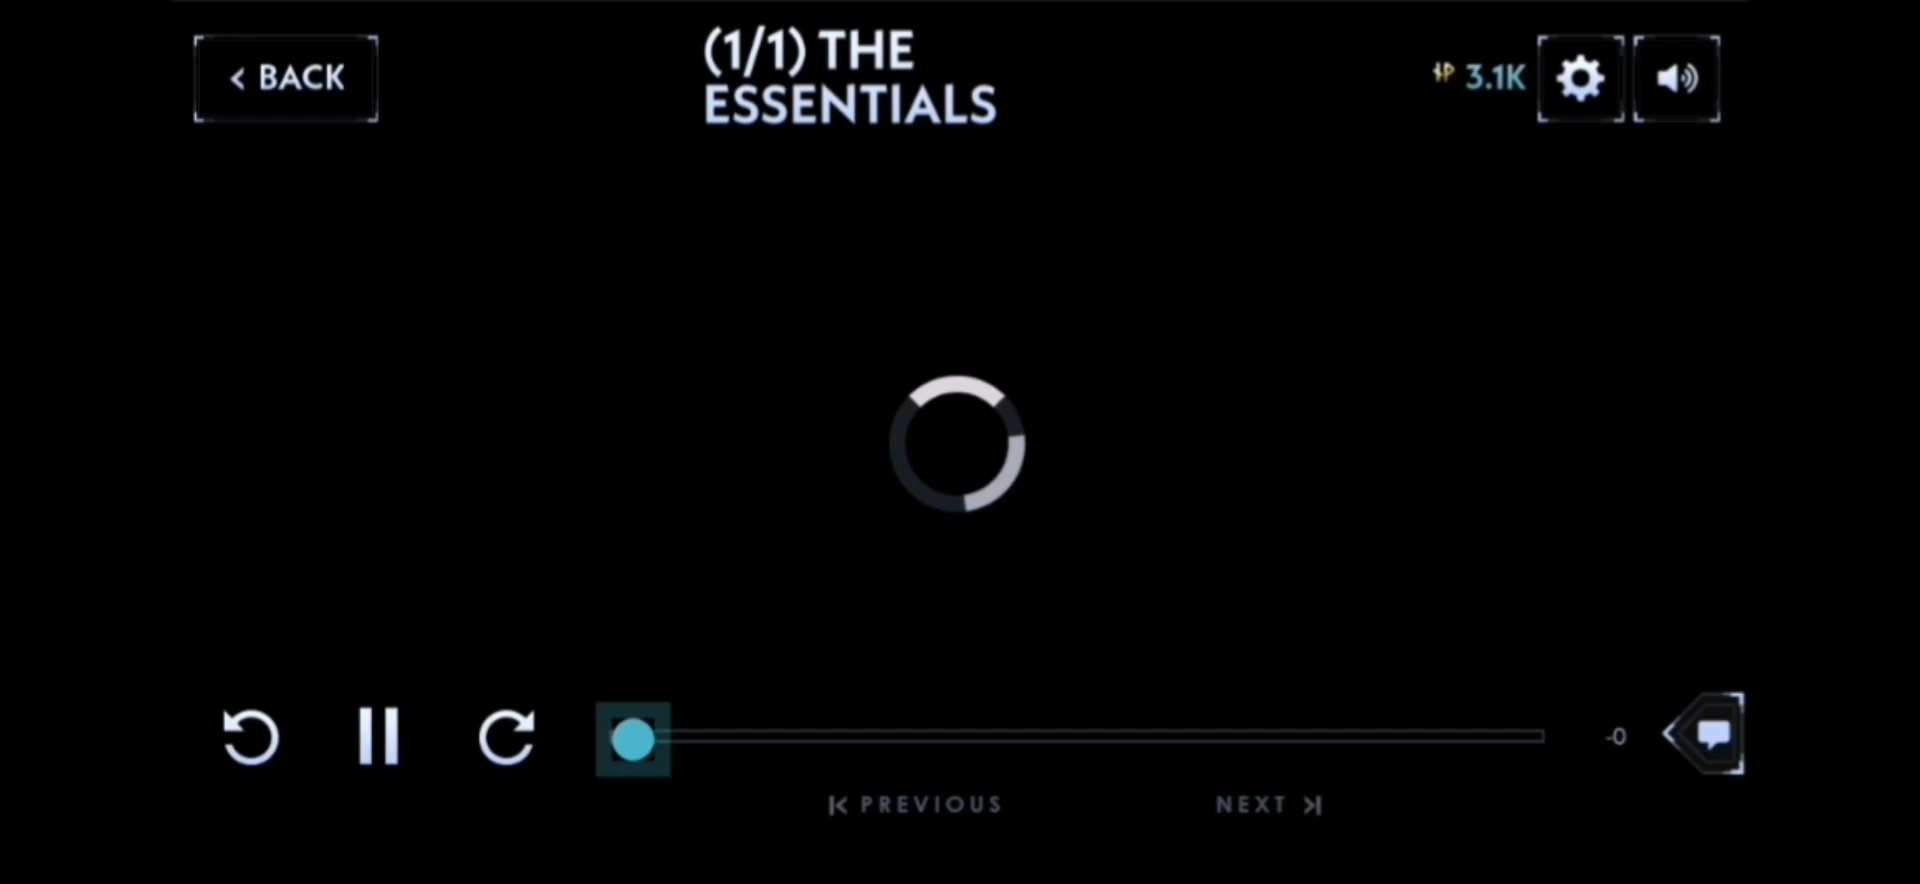 BACK
(1/1) THE
ESSENTIALS
3.1K
-0
PREVIOUS
NEXT